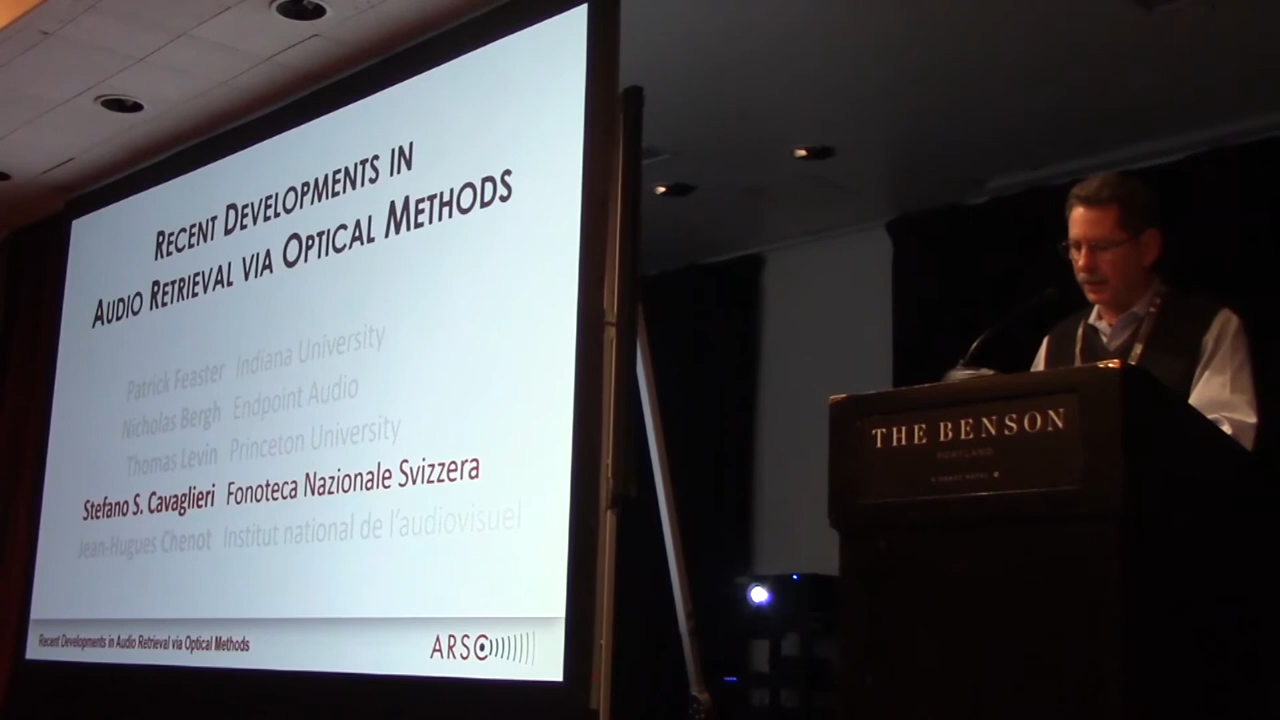 RECENT DEVELOPMENTS IN
AUDIO RETRIEVAL VIA OPTICAL METHODS
Patrick Feaster Indiana University
Nicholas Bergh Endpoint Audio
Thomas Levin Princeton University
Stefano S. Cavaglieri Fonoteca Nazionale Svizzera
Jean-Hugues Chenot Institut national de l'audiovisuel
Recent Developments in Audio Retrieval via Optical Methods
ARSC
THE BENSON
PORTLAND